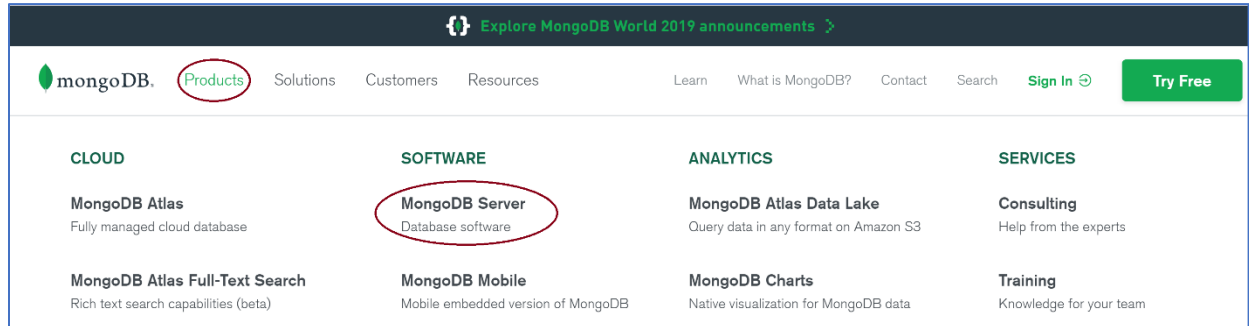 Explore MongoDB World 2019 announcements
mongoDB. Products Solutions Customers Resources Learn What is MongoDB? Contact Search Sign In Try Free
CLOUD SOFTWARE ANALYTICS SERVICES
MongoDB Atlas MongoDB Server MongoDB Atlas Data Lake Consulting
Fully managed cloud database Database software Query data in any format on Amazon S3 Help from the experts
MongoDB Atlas Full-Text Search MongoDB Mobile MongoDB Charts Training
Rich text search capabilities (beta) Mobile embedded version of MongoDB Native visualization for MongoDB data Knowledge for your team